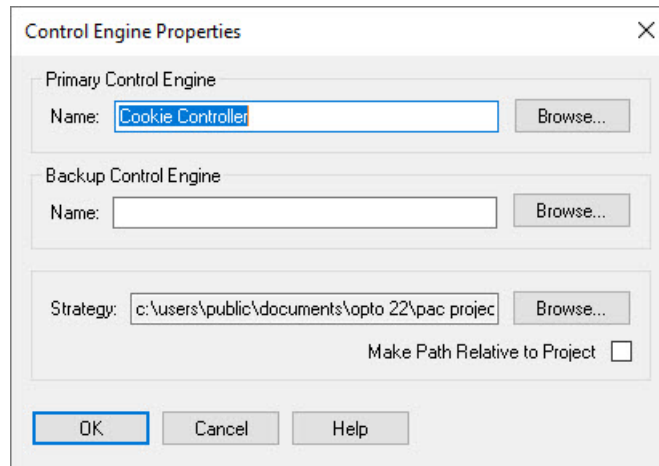 Control Engine Properties
Primary Control Engine
Name: Cookie Controller Browse...
Backup Control Engine
Name: Browse...
Strategy: c:\users\public\documents\opto 22\pac projec Browse...
Make Path Relative to Project
OK Cancel Help